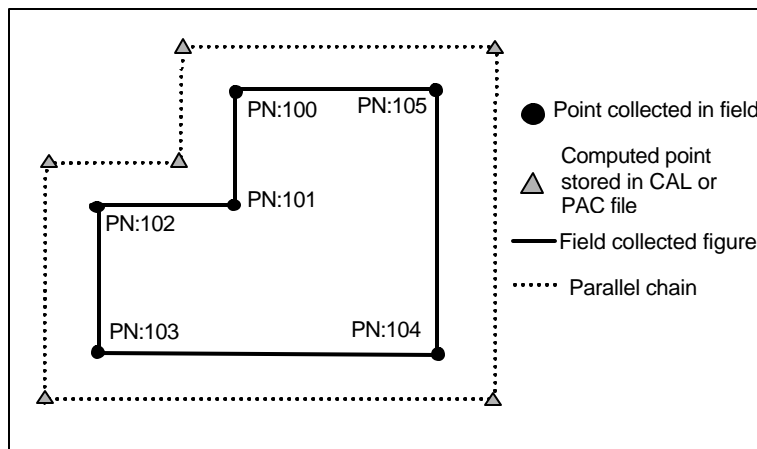 PN:100
PN:105
PN:101
PN:102
PN:103
PN:104
Point collected in field
Computed point
stored in CAL or
PAC file
Field collected figure
Parallel chain